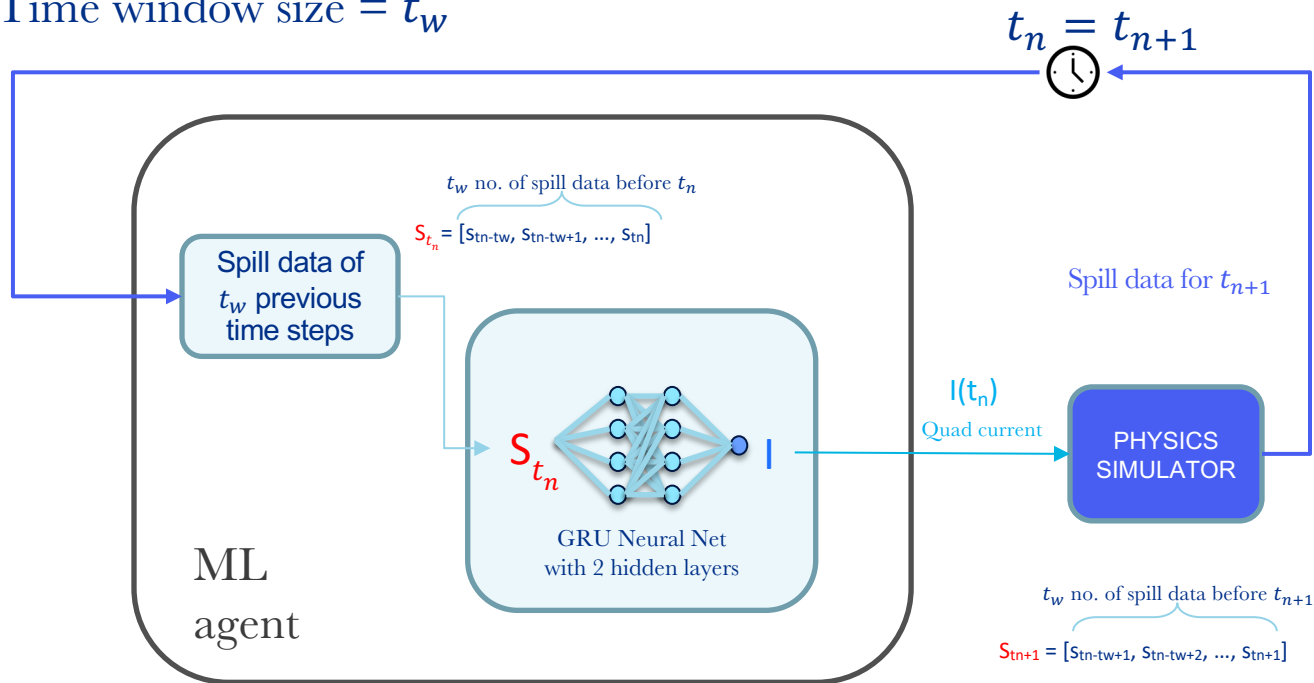 Time window size = t_w
t_n = t_{n+1}
t_w no. of spill data before t_n
S_{t_n} = [s_{tn-tw}, s_{tn-tw+1}, ..., s_{tn}]
Spill data of
t_w previous
time steps
Spill data for t_{n+1}
S_{t_n}
I
I(t_n)
Quad current
PHYSICS
SIMULATOR
GRU Neural Net
with 2 hidden layers
ML
agent
t_w no. of spill data before t_{n+1}
S_{tn+1} = [s_{tn-tw+1}, s_{tn-tw+2}, ..., s_{tn+1}]